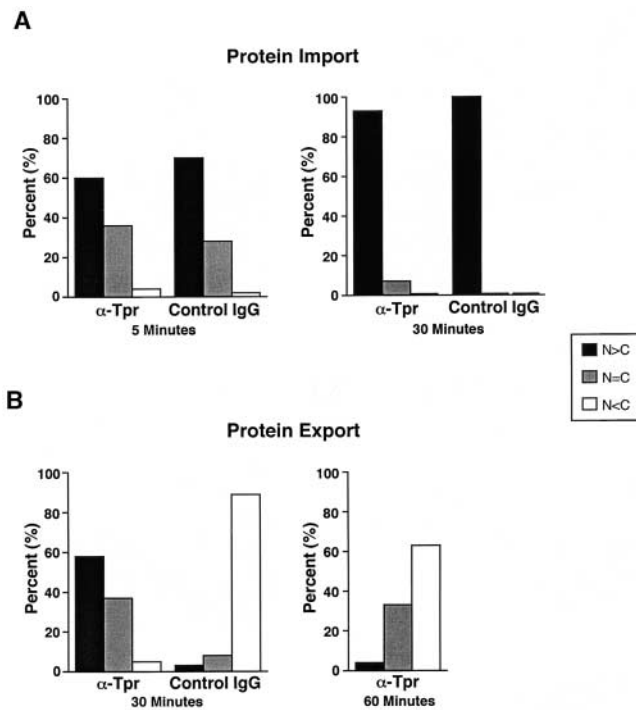 A
Protein Import
Percent (%)
100
80
60
40
20
0
α-Tpr Control IgG
5 Minutes
Percent (%)
100
80
60
40
20
0
α-Tpr Control IgG
30 Minutes
N>C
N=C
N<C
B
Protein Export
Percent (%)
100
80
60
40
20
0
α-Tpr Control IgG
30 Minutes
Percent (%)
100
80
60
40
20
0
α-Tpr
60 Minutes